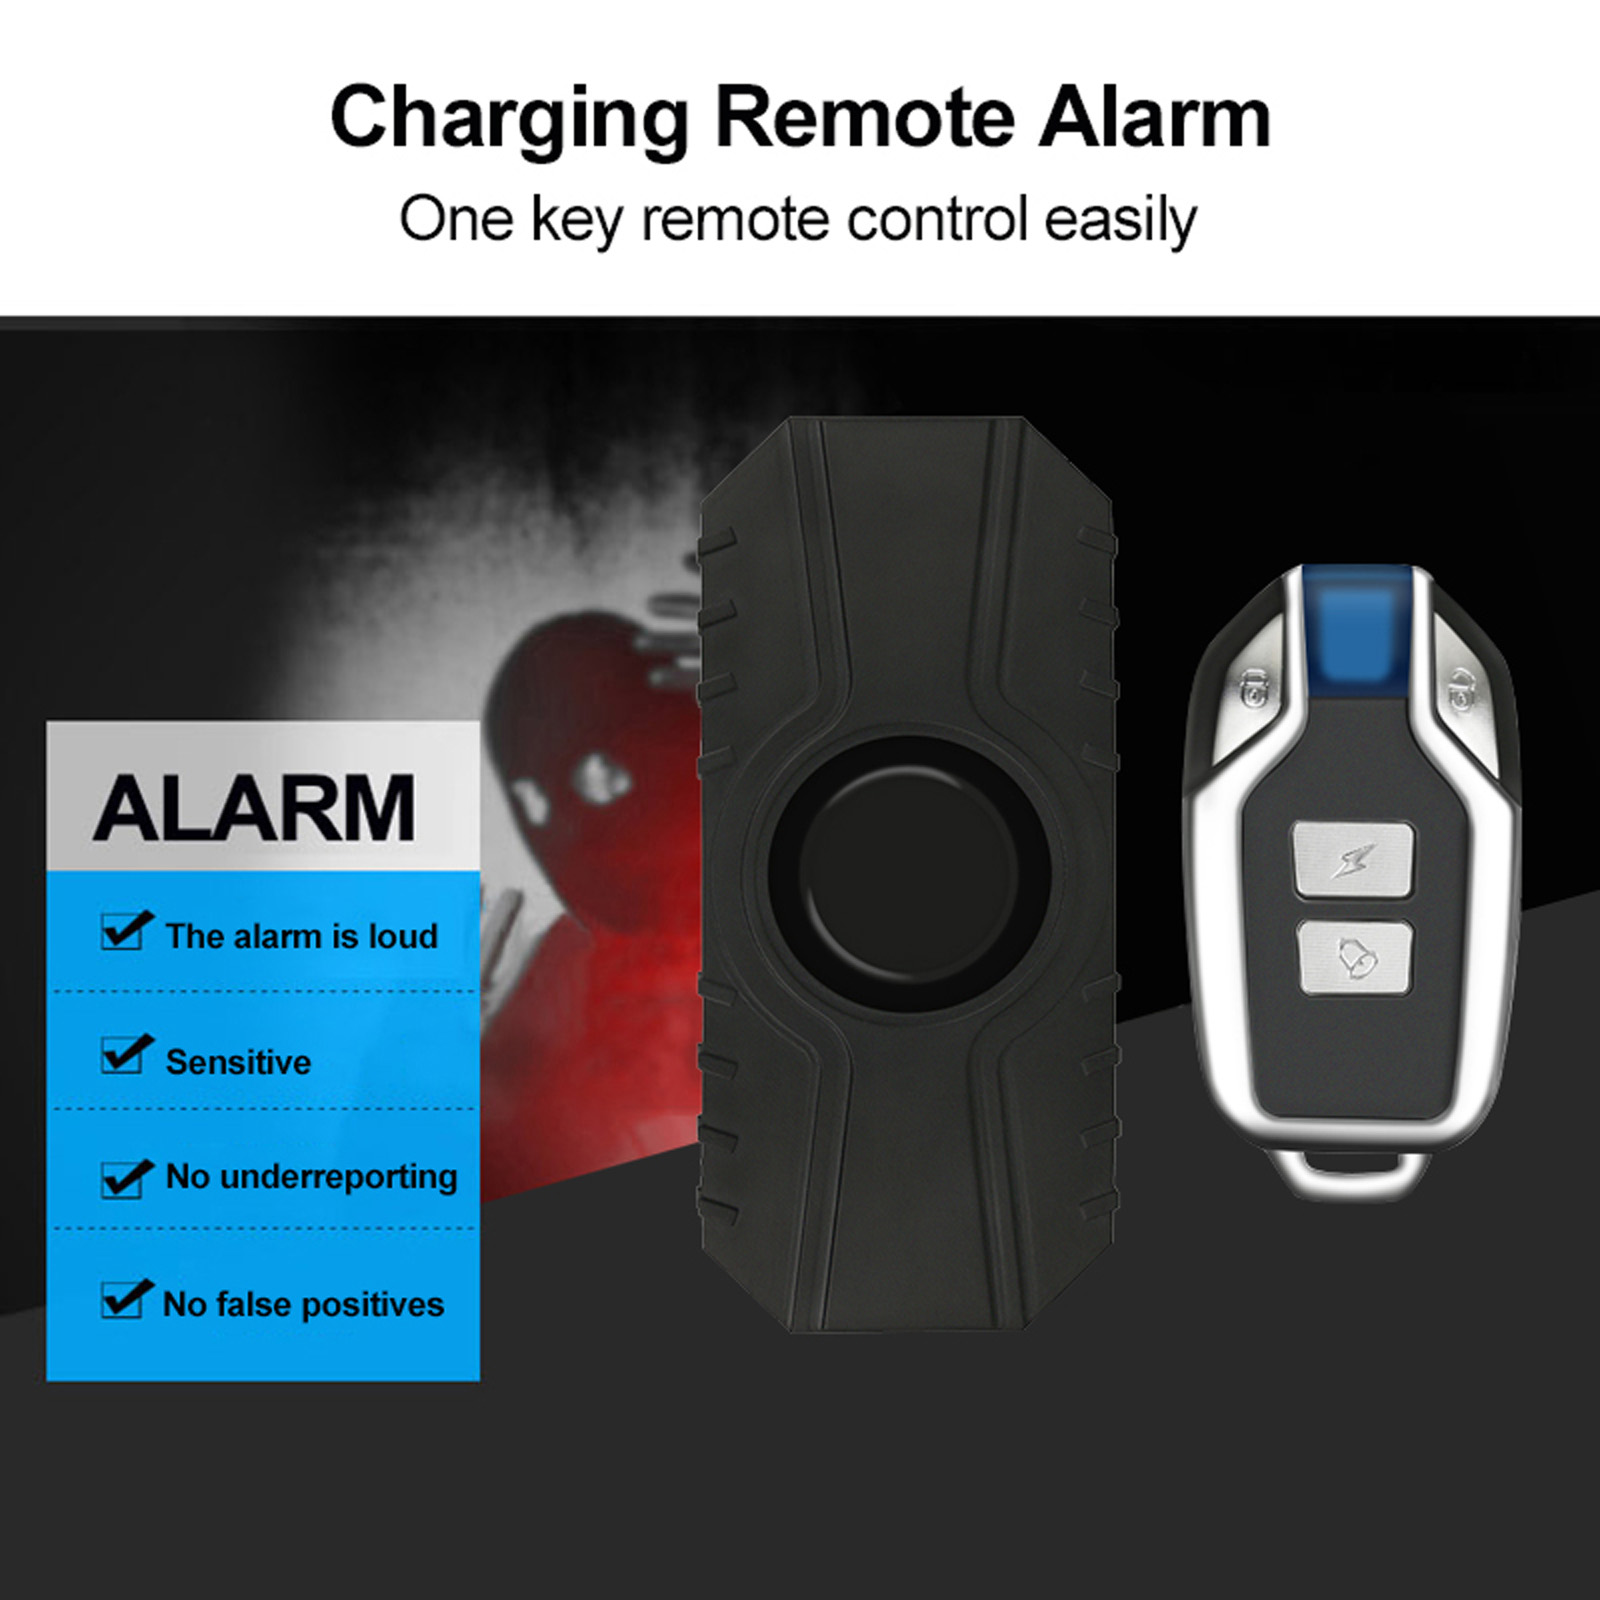 Charging Remote Alarm
One key remote control easily
ALARM
The alarm is loud
Sensitive
No underreporting
No false positives